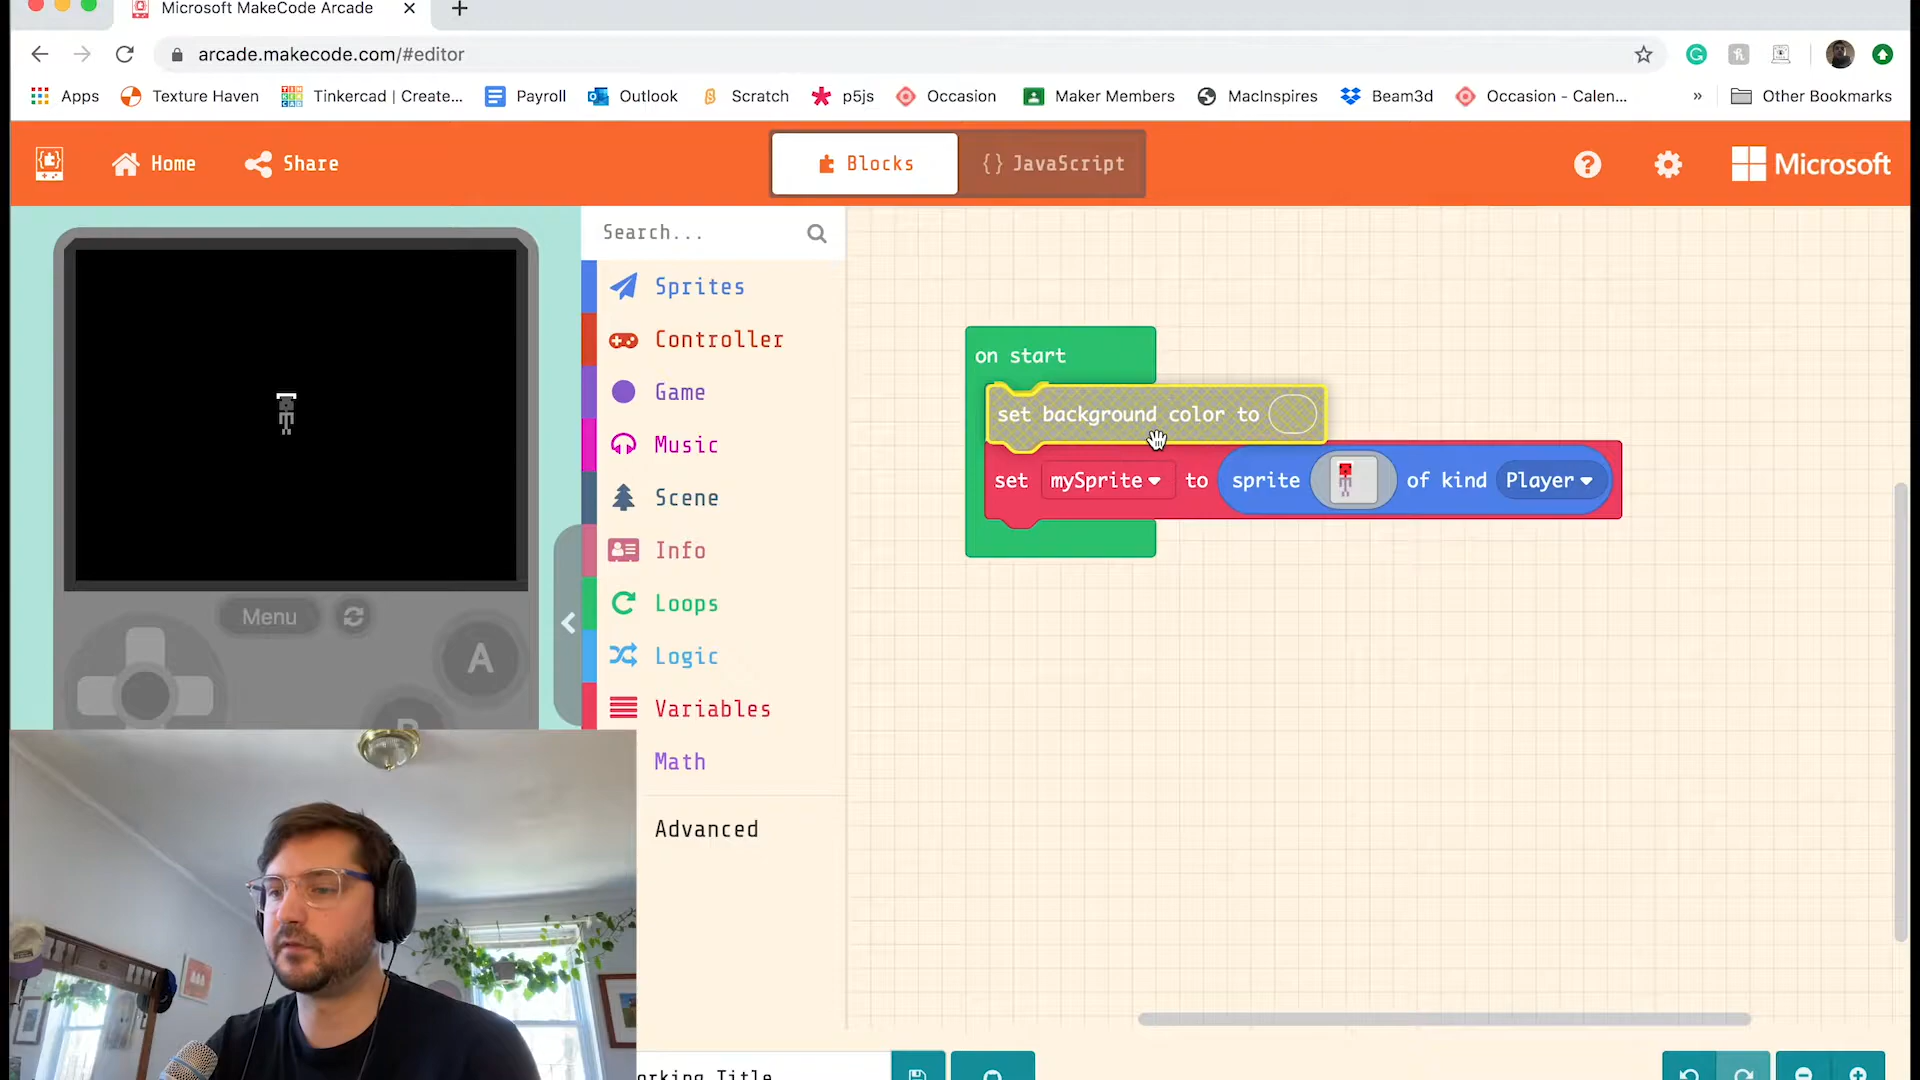 Microsoft MakeCode Arcade
arcade.makecode.com/#editor
Apps
Texture Haven
Tinkercad | Create...
Payroll
Outlook
Scratch
p5js
Occasion
Maker Members
MacInspires
Beam3d
Occasion - Calen...
»
Other Bookmarks
Home
Share
Blocks
{} JavaScript
Microsoft
Search...
Sprites
Controller
Game
Music
Scene
Info
Loops
Logic
Variables
Math
Advanced
Menu
A
on start
set background color to
set mySprite to sprite of kind Player